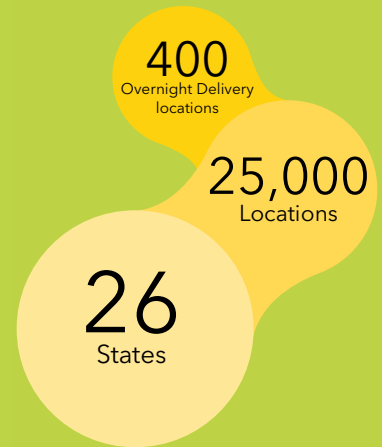 400
Overnight Delivery
locations
25,000
Locations
26
States